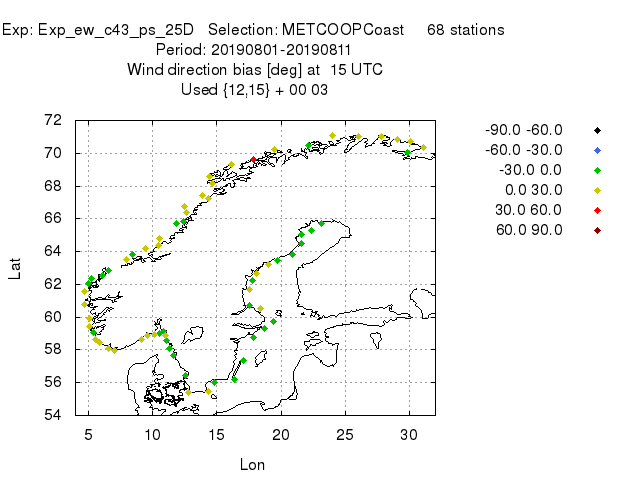 Exp: Exp_ew_c43_ps_25D Selection: METCOOPCoast 68 stations
Period: 20190801-20190811
Wind direction bias [deg] at 15 UTC
Used {12,15} + 00 03
72
70
68
66
64
62
60
58
56
54
Lat
5 10 15 20 25 30
Lon
-90.0 -60.0
-60.0 -30.0
-30.0 0.0
0.0 30.0
30.0 60.0
60.0 90.0